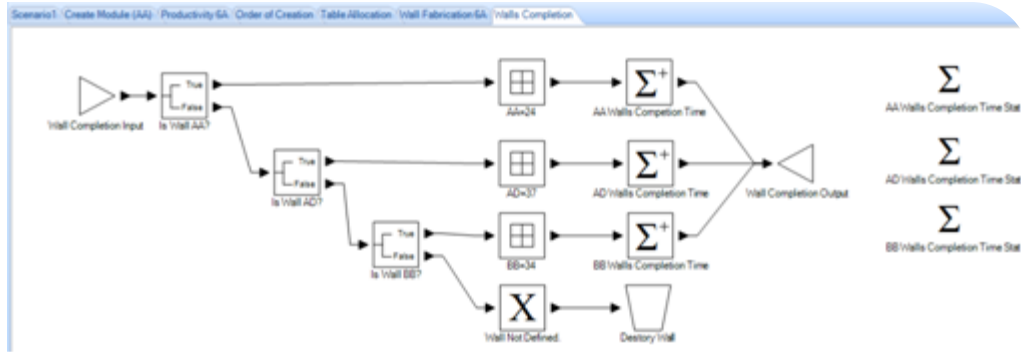 Scenario1 Create Module (AA) Productivity 6A Order of Creation Table Allocation Wall Fabrication 6A Walls Completion
True
False
Wall Completion Input
Is Wall AA?
AA=24
AA Walls Competion Time
Σ+
Σ
AA Walls Completion Time Stat
True
False
Is Wall AD?
AD=37
Σ+
AD Walls Completion Time
Wall Completion Output
Σ
AD Walls Completion Time Stat
True
False
Is Wall BB?
BB=34
Σ+
BB Walls Completion Time
Σ
BB Walls Completion Time Stat
X
Wall Not Defined.
Destory Wall